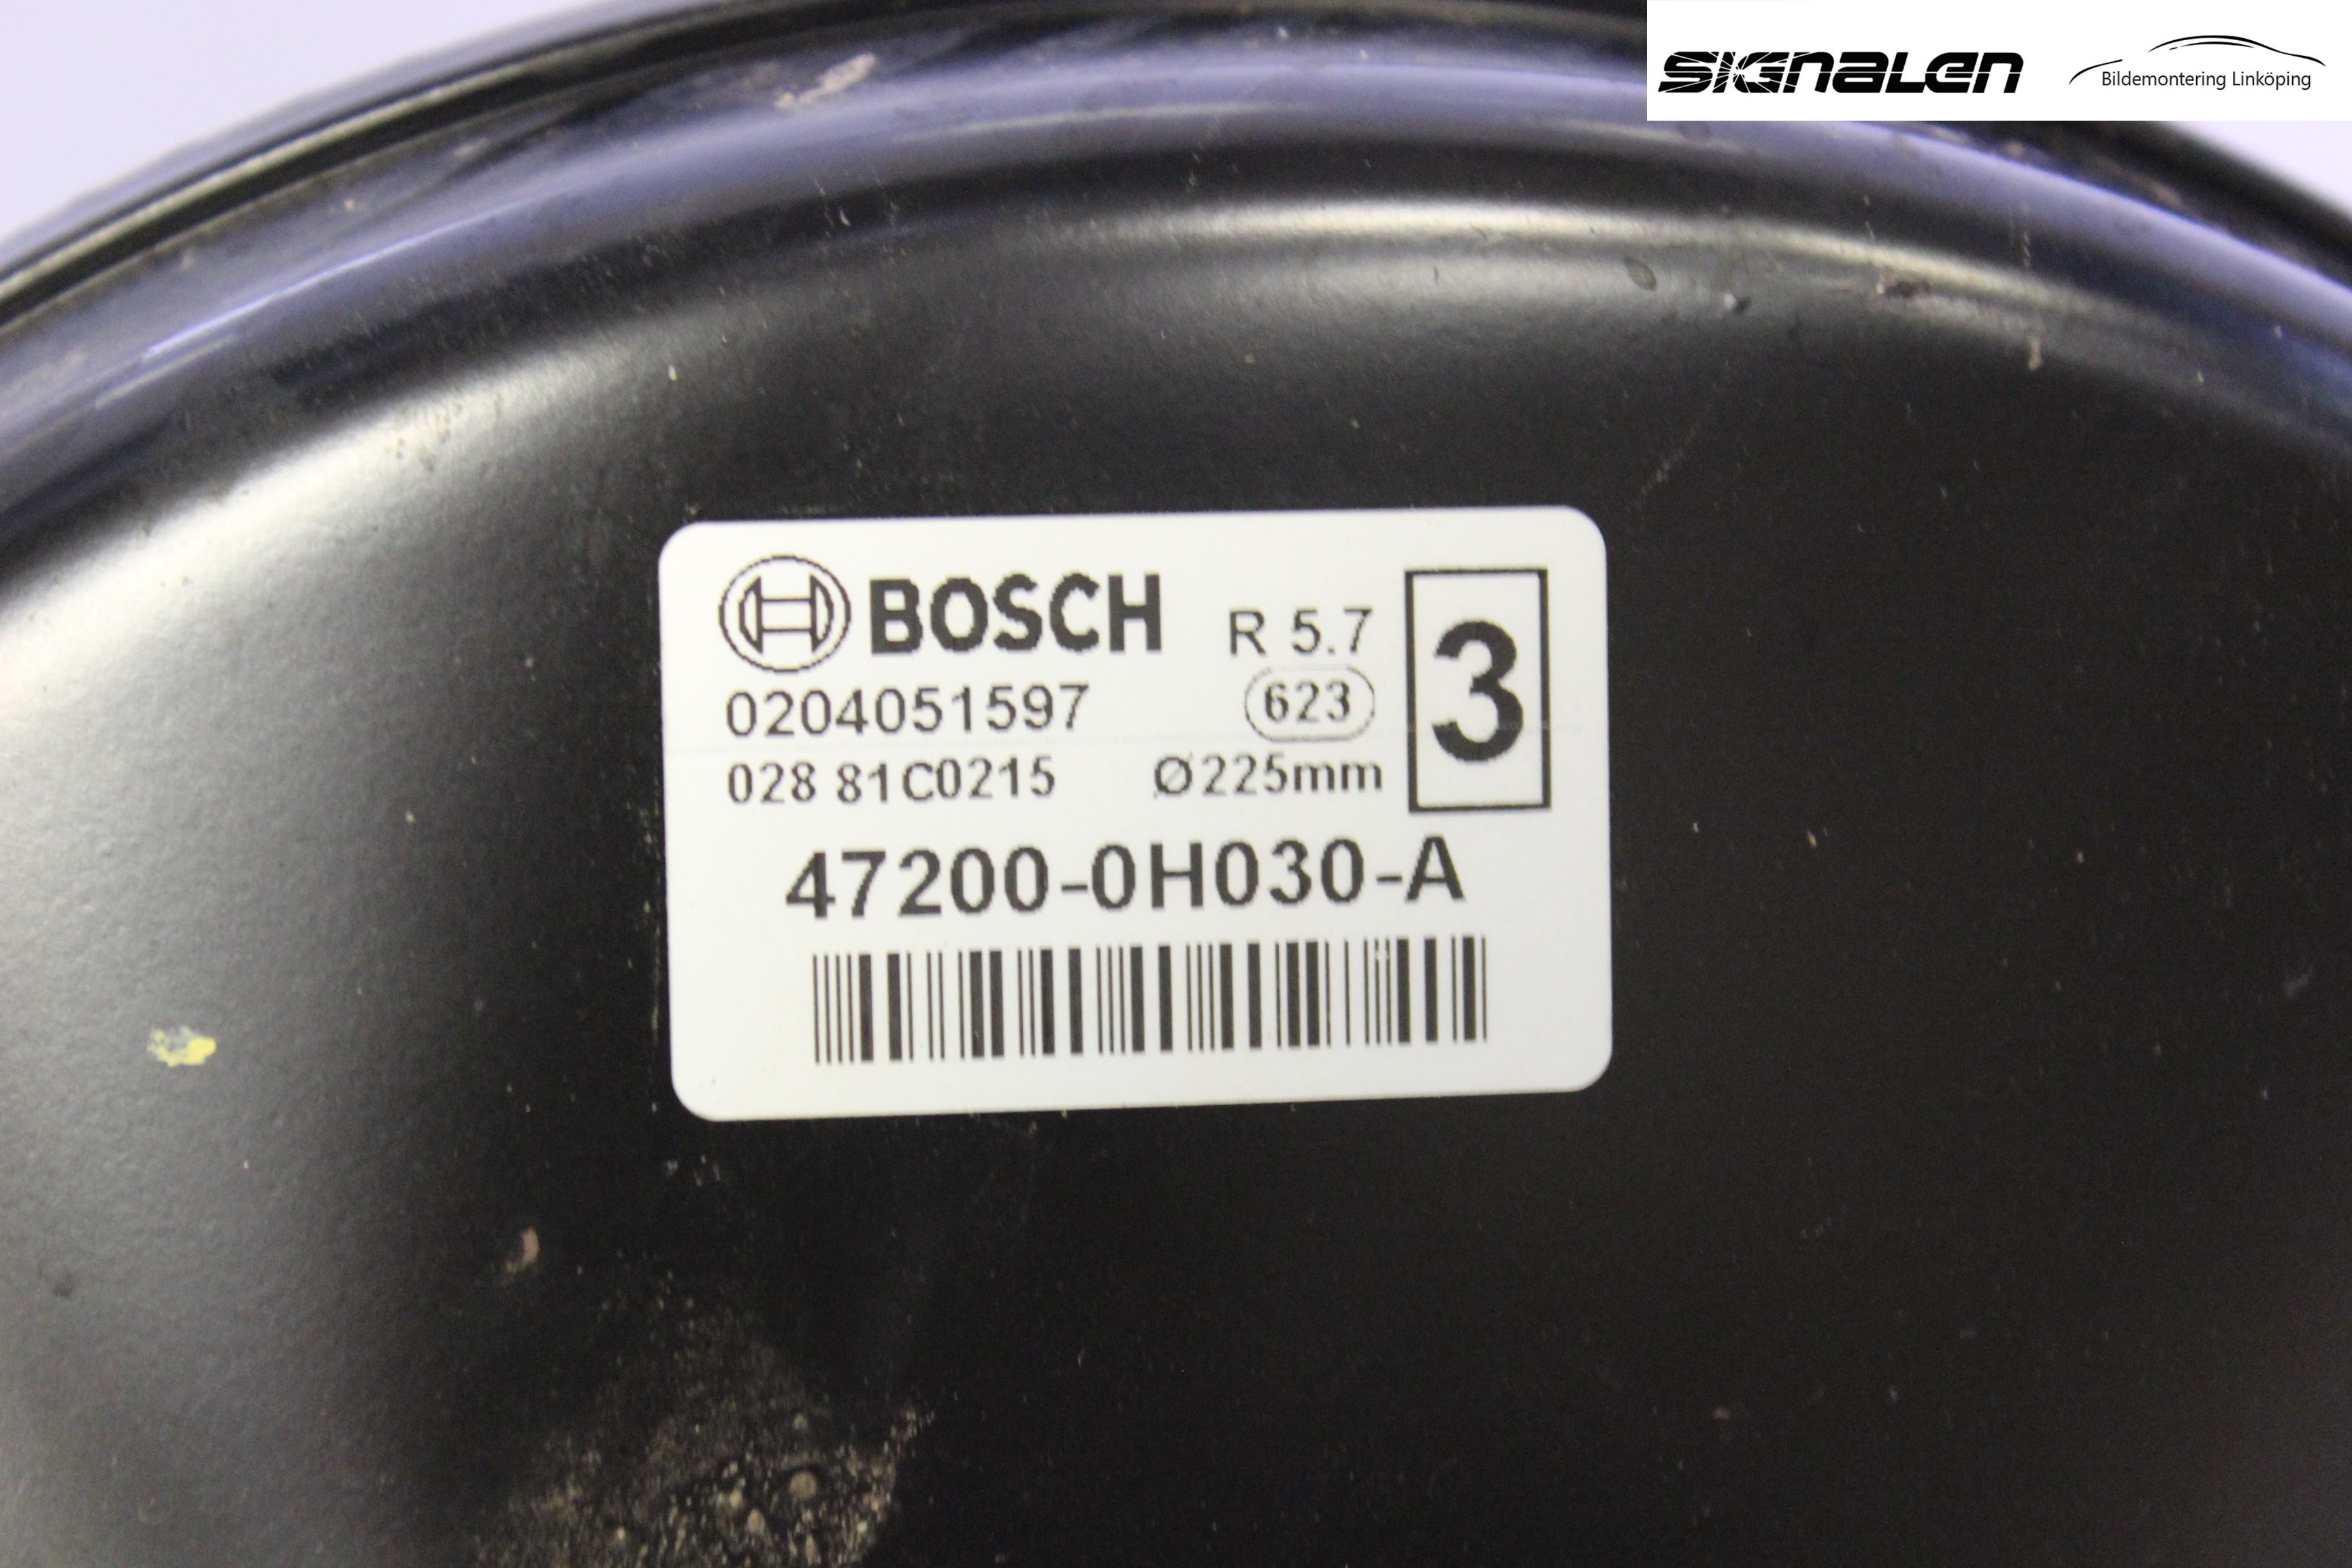 SIGNALEN
Bildemontering Linköping
BOSCH R 5.7 3
0204051597 623
028 81C0215 Ø225mm
47200-0H030-A